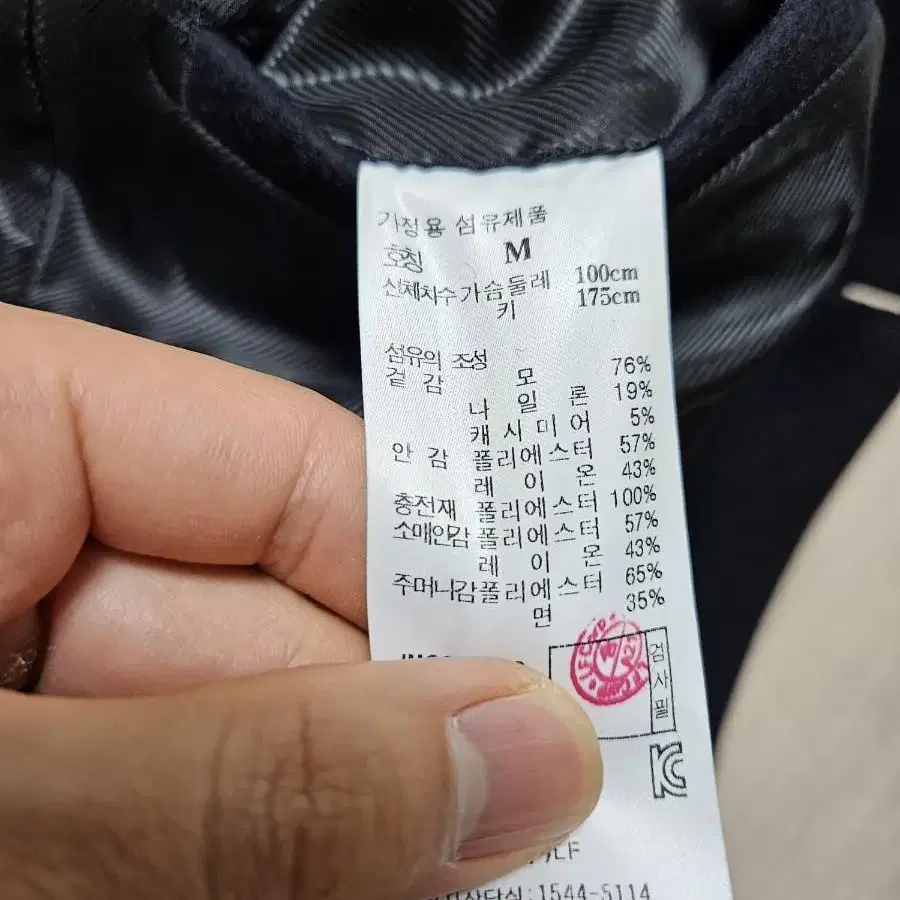 가정용 섬유제품
호칭 M
신체치수 가슴둘레 100cm
키 175cm
섬유의 조성
겉감 모 76%
나일론 19%
캐시미어 5%
안감 폴리에스터 57%
레이온 43%
충전재 폴리에스터 100%
소매안감 폴리에스터 57%
레이온 43%
주머니감 폴리에스터 65%
면 35%
검사필
KC
LF
1544-5114